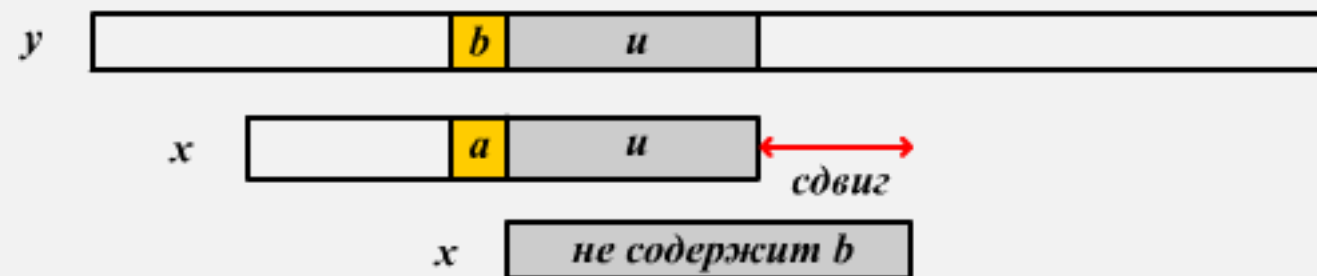 y b u
x a u
сдвиг
x не содержит b